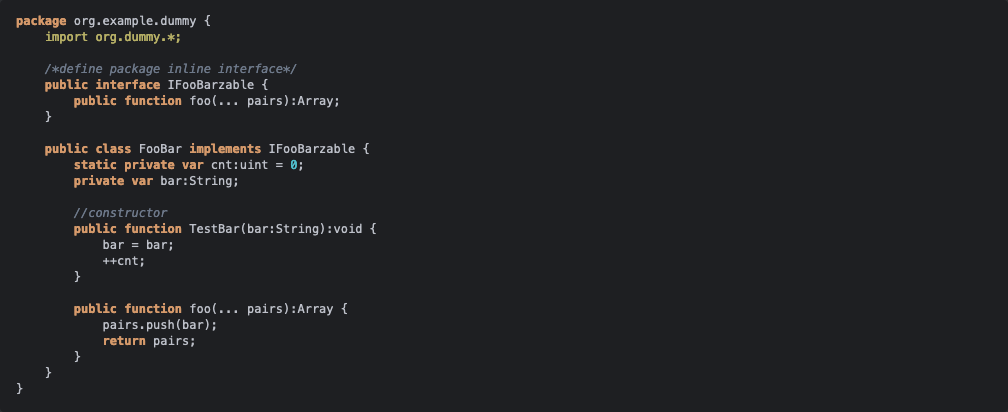 package org.example.dummy {
    import org.dummy.*;

    /*define package inline interface*/
    public interface IFooBarzable {
        public function foo(... pairs):Array;
    }

    public class FooBar implements IFooBarzable {
        static private var cnt:uint = 0;
        private var bar:String;

        //constructor
        public function TestBar(bar:String):void {
            bar = bar;
            ++cnt;
        }

        public function foo(... pairs):Array {
            pairs.push(bar);
            return pairs;
        }
    }
}